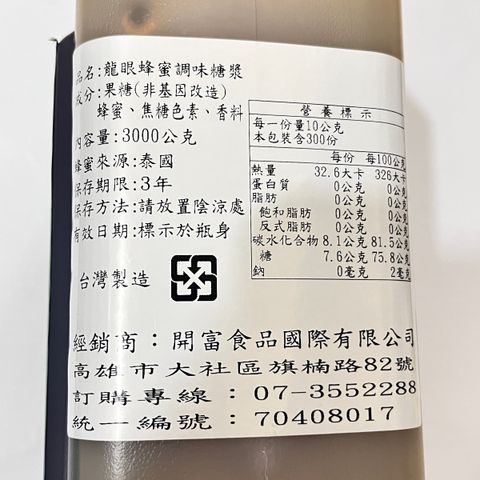 品名:龍眼蜂蜜調味糖漿
成分:果糖(非基因改造)
蜂蜜、焦糖色素、香料
內容量:3000公克
蜂蜜來源:泰國
保存期限:3年
保存方法:請放置陰涼處
有效日期:標示於瓶身
台灣製造
營養標示
每一份量10公克
本包裝含300份
每份 每100公克
熱量 32.6大卡 326大卡
蛋白質 0公克 0公克
脂肪 0公克 0公克
飽和脂肪 0公克 0公克
反式脂肪 0公克 0公克
碳水化合物 8.1公克 81.5公克
糖 7.6公克 75.8公克
鈉 0毫克 2毫克
經銷商:開富食品國際有限公司
高雄市大社區旗楠路82號
訂購專線:07-3552288
統一編號:70408017